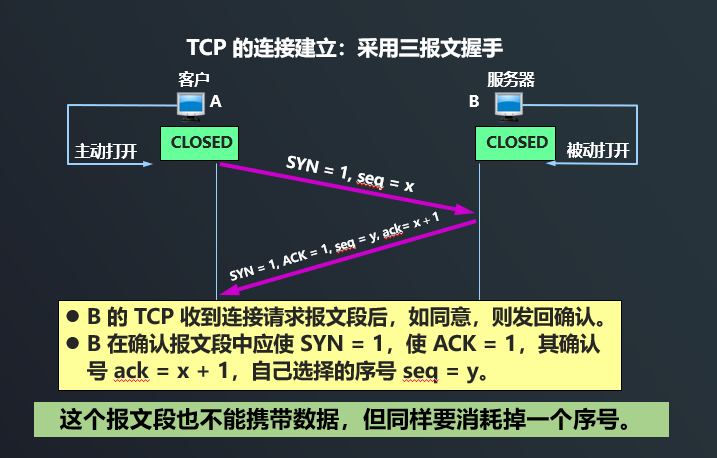 TCP 的连接建立：采用三报文握手
客户
服务器
A
B
CLOSED
CLOSED
主动打开
被动打开
SYN = 1, seq = x
SYN = 1, ACK = 1, seq = y, ack= x + 1
● B 的 TCP 收到连接请求报文段后，如同意，则发回确认。
● B 在确认报文段中应使 SYN = 1，使 ACK = 1，其确认
号 ack = x + 1，自己选择的序号 seq = y。
这个报文段也不能携带数据，但同样要消耗掉一个序号。